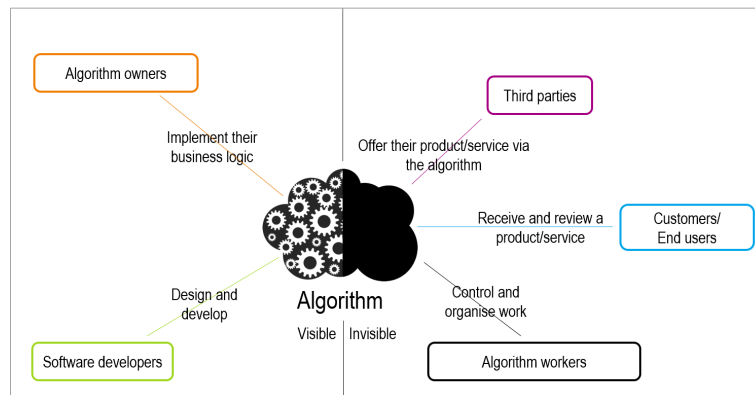 Algorithm owners
Implement their
business logic
Design and
develop
Software developers
Algorithm
Visible
Invisible
Third parties
Offer their product/service via
the algorithm
Receive and review a
product/service
Customers/
End users
Control and
organise work
Algorithm workers